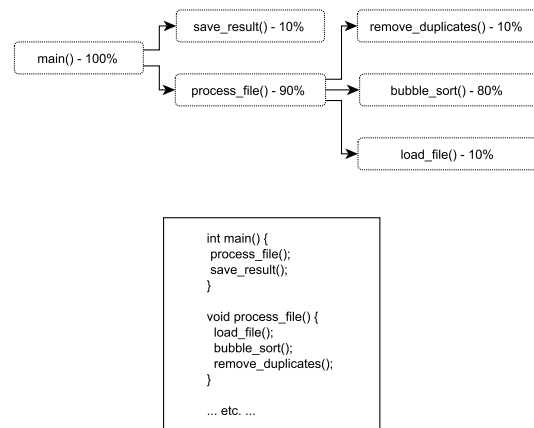 save_result() - 10%
remove_duplicates() - 10%
main() - 100%
process_file() - 90%
bubble_sort() - 80%
load_file() - 10%
int main() {
process_file();
save_result();
}
void process_file() {
load_file();
bubble_sort();
remove_duplicates();
}
... etc. ...